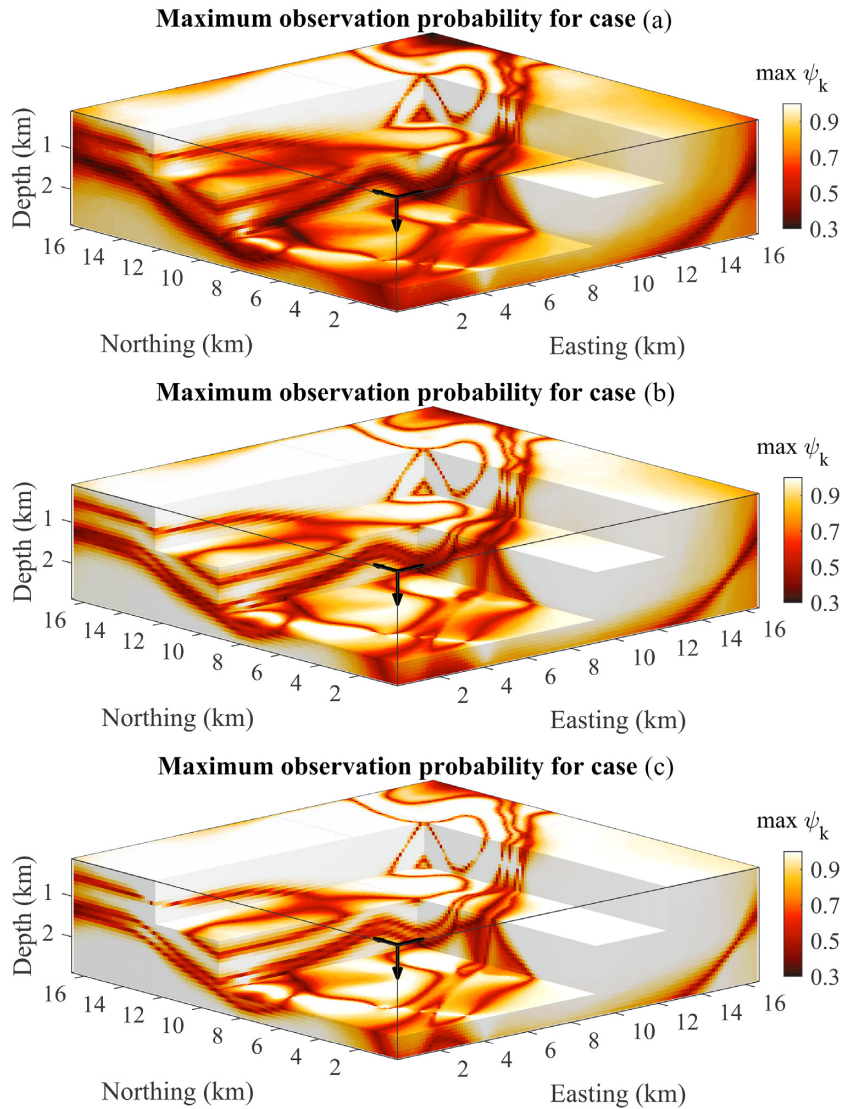 Maximum observation probability for case (a)
max ψk
0.9
0.7
0.5
0.3
Depth (km)
1
2
16 14 12 10 8 6 4 2
2 4 6 8 10 12 14 16
Northing (km)
Easting (km)
Maximum observation probability for case (b)
max ψk
0.9
0.7
0.5
0.3
Depth (km)
1
2
16 14 12 10 8 6 4 2
2 4 6 8 10 12 14 16
Northing (km)
Easting (km)
Maximum observation probability for case (c)
max ψk
0.9
0.7
0.5
0.3
Depth (km)
1
2
16 14 12 10 8 6 4 2
2 4 6 8 10 12 14 16
Northing (km)
Easting (km)